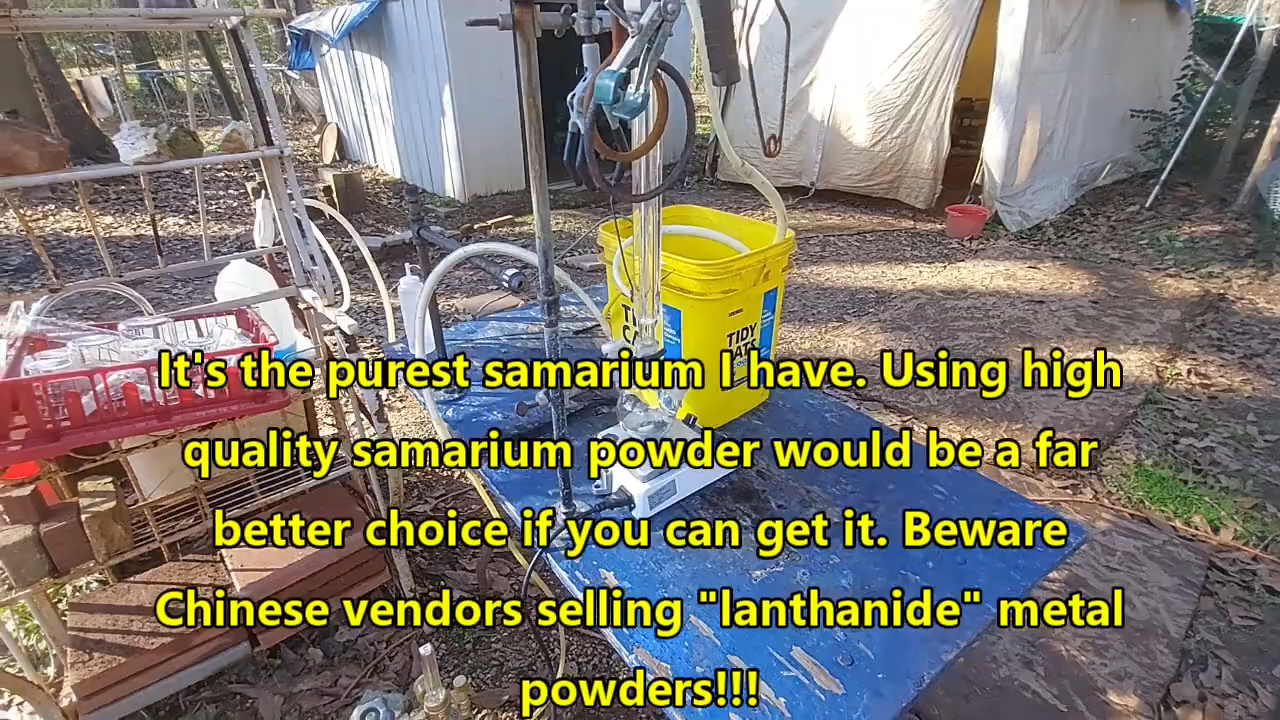 It's the purest samarium I have. Using high
quality samarium powder would be a far
better choice if you can get it. Beware
Chinese vendors selling "lanthanide" metal
powders!!!
TIDY